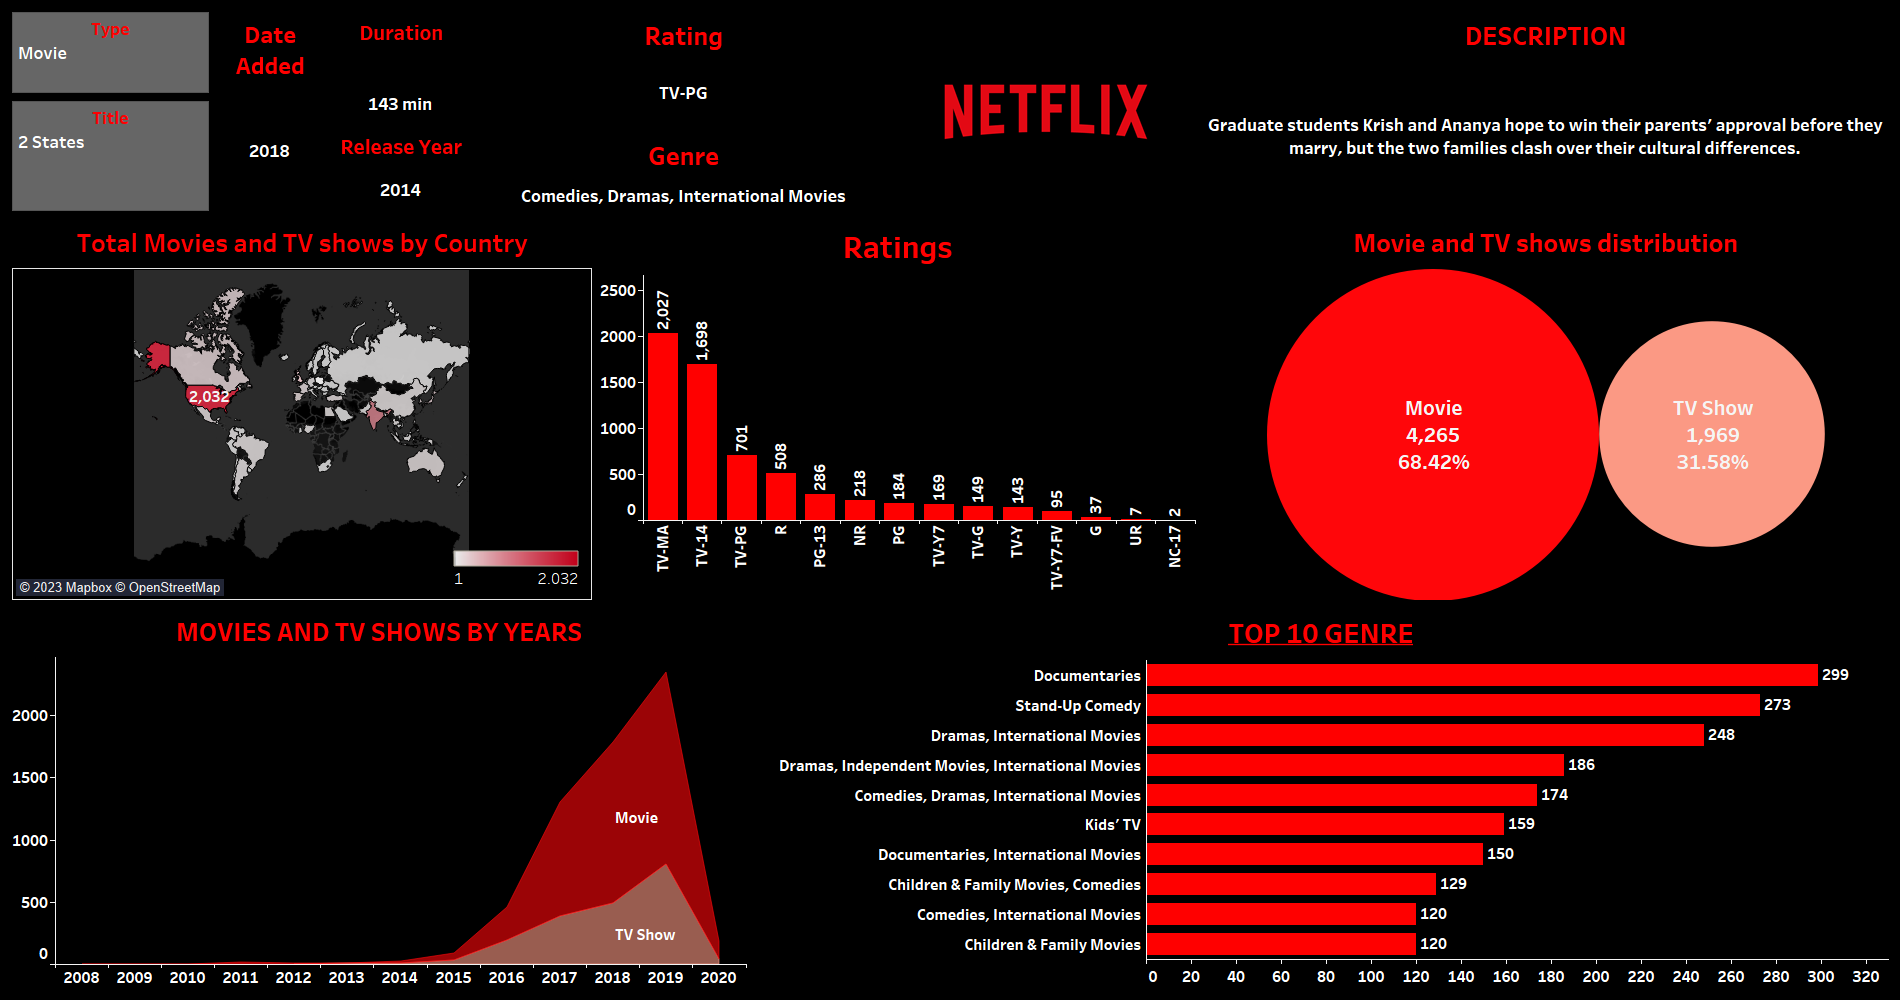 Type
Movie
Title
2 States
Date
Added
2018
Duration
143 min
Release Year
2014
Rating
TV-PG
Genre
Comedies, Dramas, International Movies
NETFLIX
DESCRIPTION
Graduate students Krish and Ananya hope to win their parents’ approval before they
marry, but the two families clash over their cultural differences.
Total Movies and TV shows by Country
2,032
1
2.032
© 2023 Mapbox © OpenStreetMap
Ratings
2500
2000
1500
1000
500
0
2,027
1,698
701
508
286
218
184
169
149
143
95
37
7
2
TV-MA
TV-14
TV-PG
R
PG-13
NR
PG
TV-Y7
TV-G
TV-Y
TV-Y7-FV
G
UR
NC-17
Movie and TV shows distribution
Movie
4,265
68.42%
TV Show
1,969
31.58%
MOVIES AND TV SHOWS BY YEARS
2000
1500
1000
500
0
Movie
TV Show
2008 2009 2010 2011 2012 2013 2014 2015 2016 2017 2018 2019 2020
TOP 10 GENRE
Documentaries 299
Stand-Up Comedy 273
Dramas, International Movies 248
Dramas, Independent Movies, International Movies 186
Comedies, Dramas, International Movies 174
Kids’ TV 159
Documentaries, International Movies 150
Children & Family Movies, Comedies 129
Comedies, International Movies 120
Children & Family Movies 120
0 20 40 60 80 100 120 140 160 180 200 220 240 260 280 300 320